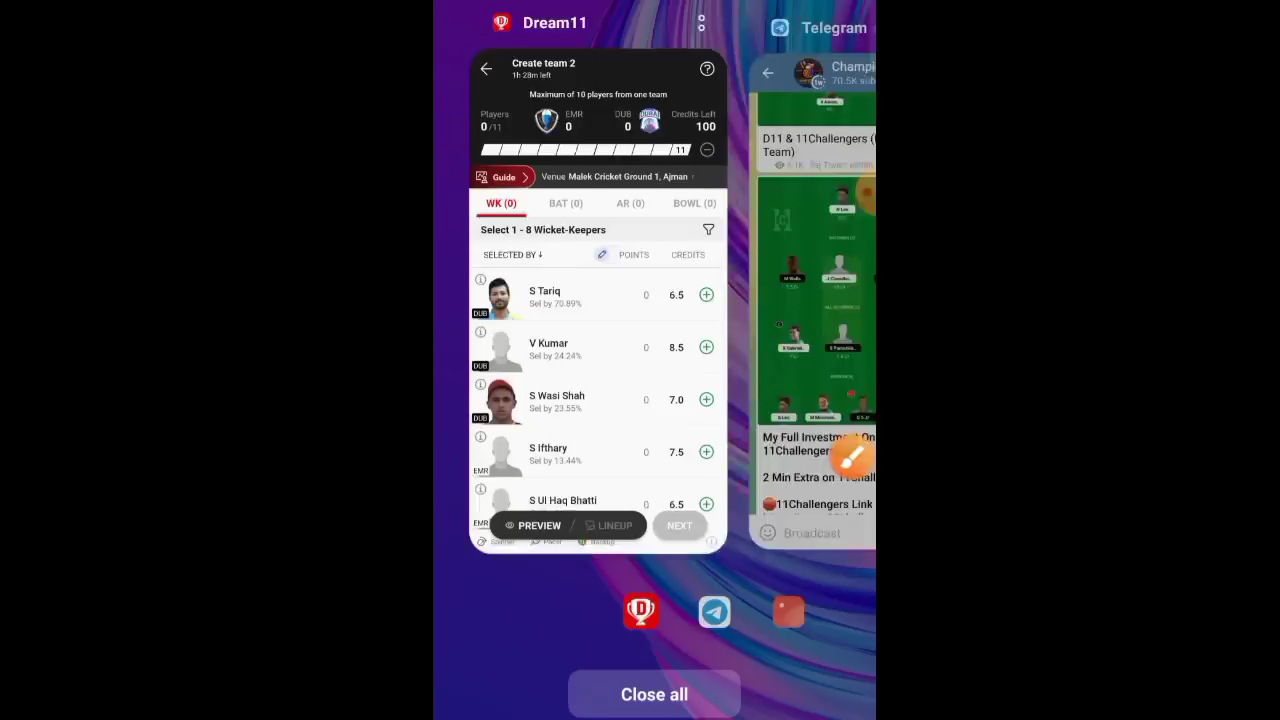 Dream11
Create team 2
1h 28m left
Maximum of 10 players from one team
Players
0 /11
EMR
0
DUB
0
Credits Left
100
11
Guide
Venue Malek Cricket Ground 1, Ajman
WK (0)
BAT (0)
AR (0)
BOWL (0)
Select 1 - 8 Wicket-Keepers
SELECTED BY ↓
POINTS
CREDITS
S Tariq
Sel by 70.89%
DUB
0
6.5
V Kumar
Sel by 24.24%
DUB
0
8.5
S Wasi Shah
Sel by 23.55%
DUB
0
7.0
S Ifthary
Sel by 13.44%
EMR
0
7.5
S Ul Haq Bhatti
EMR
0
6.5
PREVIEW
LINEUP
NEXT
Telegram
Champi
1w
70.5K sub
D11 & 11Challengers (
Team)
My Full Investment On
11Challenger
2 Min Extra on 11Chall
11Challengers Link
Broadcast
Close all